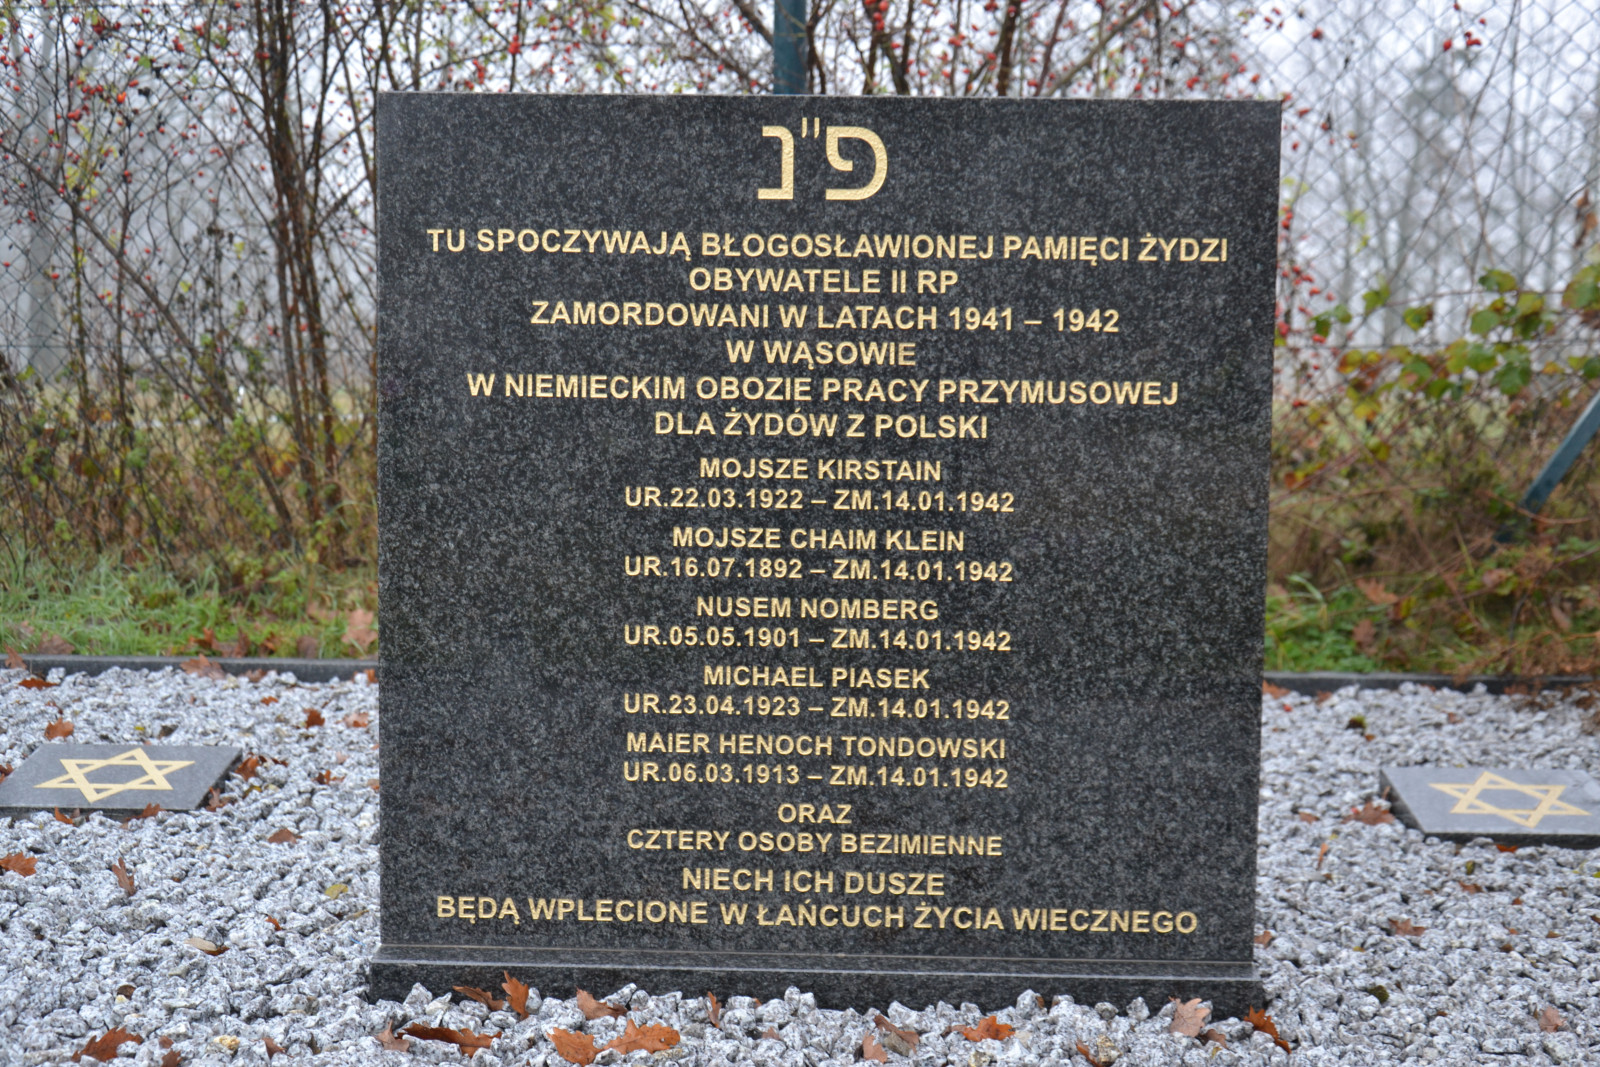 פ"נ
TU SPOCZYWAJĄ BŁOGOSŁAWIONEJ PAMIĘCI ŻYDZI
OBYWATELE II RP
ZAMORDOWANI W LATACH 1941 – 1942
W WĄSOWIE
W NIEMIECKIM OBOZIE PRACY PRZYMUSOWEJ
DLA ŻYDÓW Z POLSKI
MOJSZE KIRSTAIN
UR.22.03.1922 – ZM.14.01.1942
MOJSZE CHAIM KLEIN
UR.16.07.1892 – ZM.14.01.1942
NUSEM NOMBERG
UR.05.05.1901 – ZM.14.01.1942
MICHAEL PIASEK
UR.23.04.1923 – ZM.14.01.1942
MAIER HENOCH TONDOWSKI
UR.06.03.1913 – ZM.14.01.1942
ORAZ
CZTERY OSOBY BEZIMIENNE
NIECH ICH DUSZE
BĘDĄ WPLECIONE W ŁAŃCUCH ŻYCIA WIECZNEGO